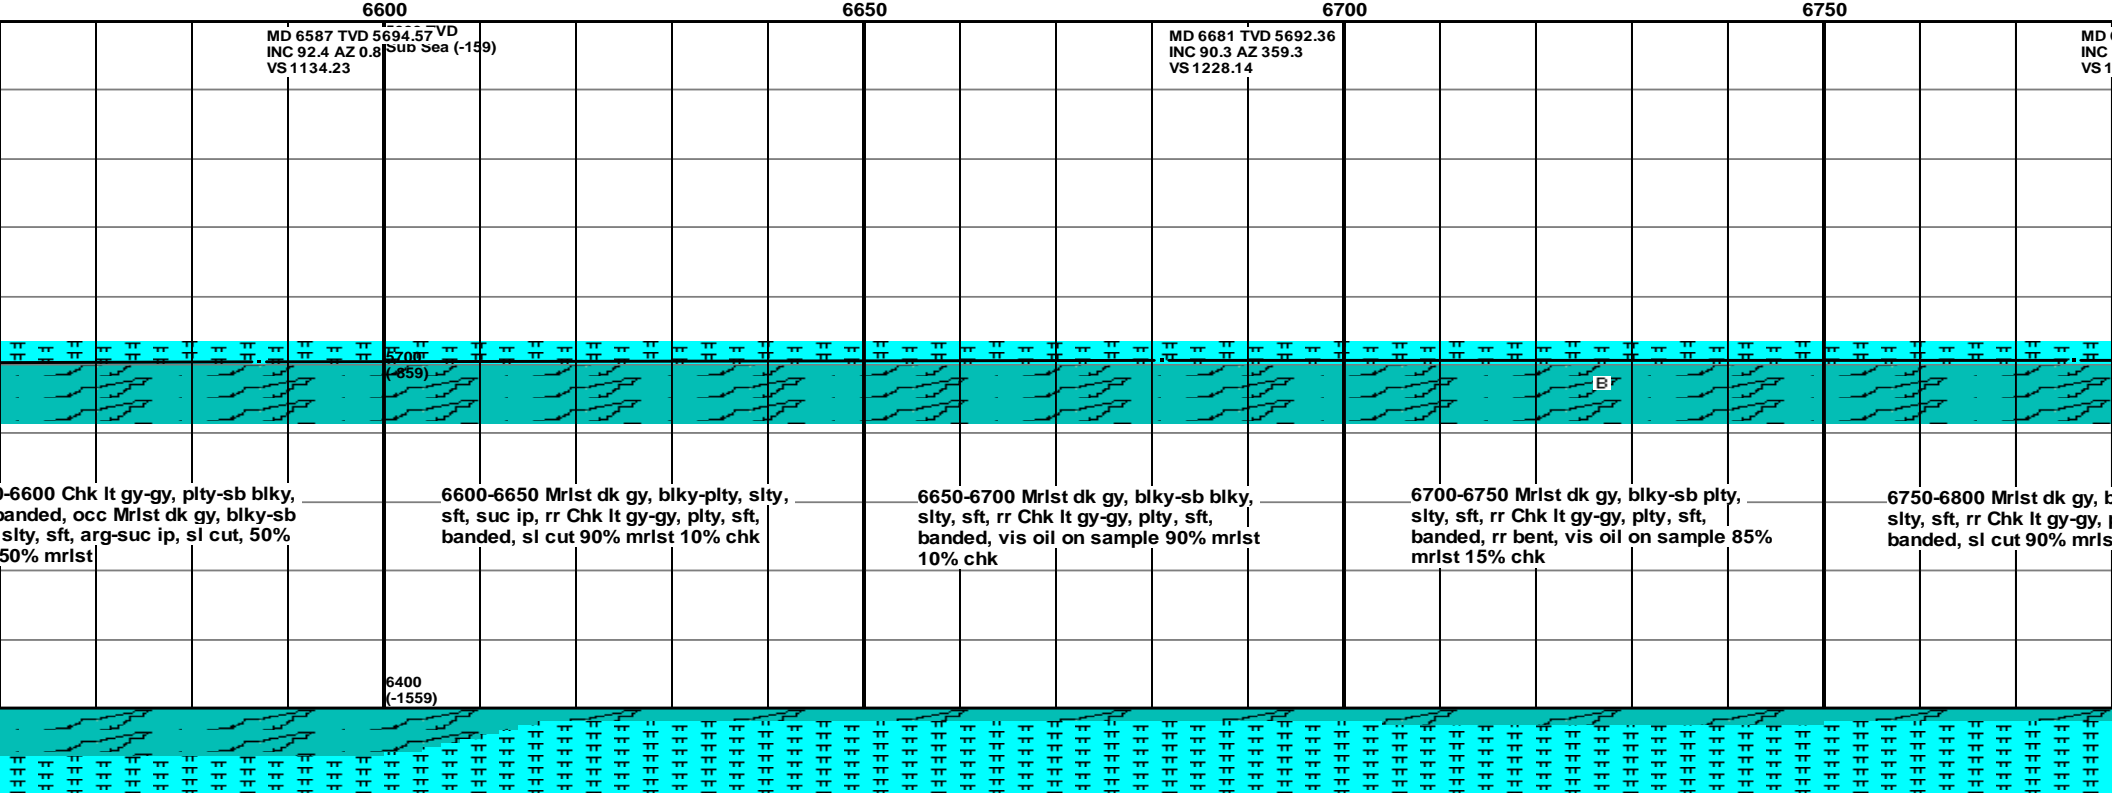 6600 6650 6700 6750
MD 6587 TVD 5694.57
INC 92.4 AZ 0.8
VS 1134.23
TVD
Sub Sea (-159)
MD 6681 TVD 5692.36
INC 90.3 AZ 359.3
VS 1228.14
MD
INC
VS 1
5700
(-859)
B
0-6600 Chk lt gy-gy, plty-sb blky,
banded, occ Mrlst dk gy, blky-sb
slty, sft, arg-suc ip, sl cut, 50%
50% mrlst
6600-6650 Mrlst dk gy, blky-plty, slty,
sft, suc ip, rr Chk lt gy-gy, plty, sft,
banded, sl cut 90% mrlst 10% chk
6650-6700 Mrlst dk gy, blky-sb blky,
slty, sft, rr Chk lt gy-gy, plty, sft,
banded, vis oil on sample 90% mrlst
10% chk
6700-6750 Mrlst dk gy, blky-sb plty,
slty, sft, rr Chk lt gy-gy, plty, sft,
banded, rr bent, vis oil on sample 85%
mrlst 15% chk
6750-6800 Mrlst dk gy, b
slty, sft, rr Chk lt gy-gy, p
banded, sl cut 90% mrls
6400
(-1559)